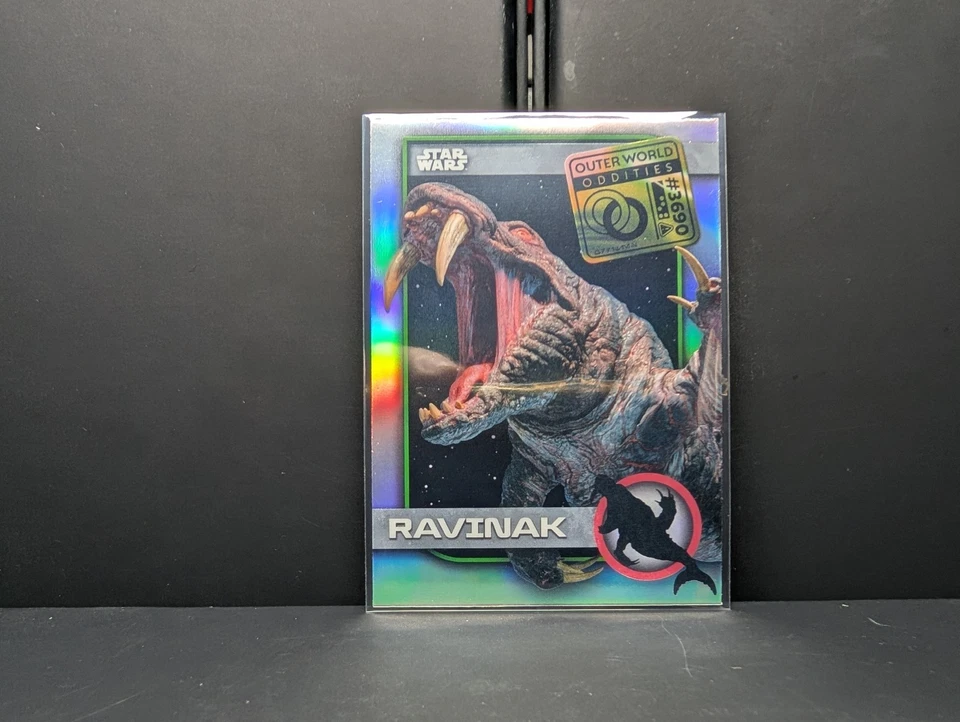 STAR
WARS
OUTER WORLD
ODDITIES
#3690
RAVINAK